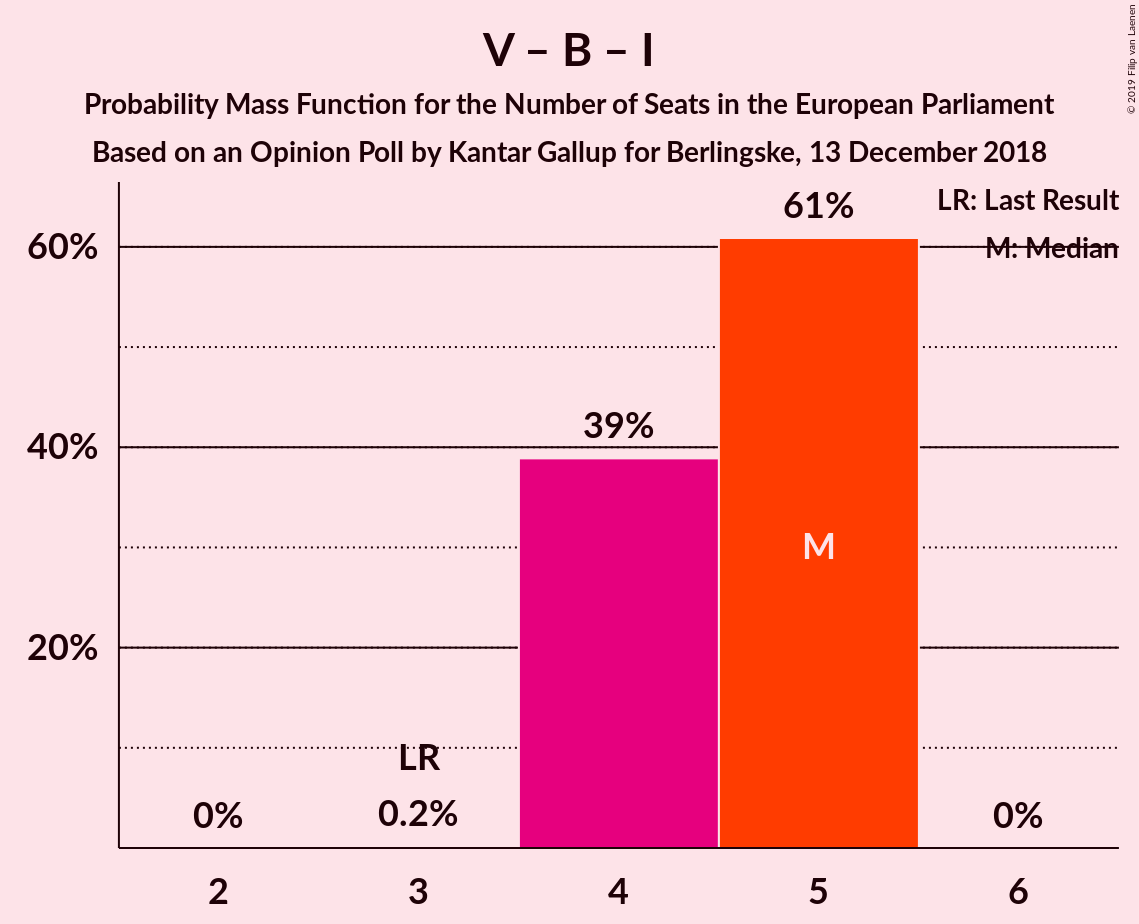 V – B – I
Probability Mass Function for the Number of Seats in the European Parliament
Based on an Opinion Poll by Kantar Gallup for Berlingske, 13 December 2018
© 2019 Filip van Laenen
LR: Last Result
M: Median
61%
60%
39%
40%
M
20%
LR
0%
0.2%
0%
2
3
4
5
6